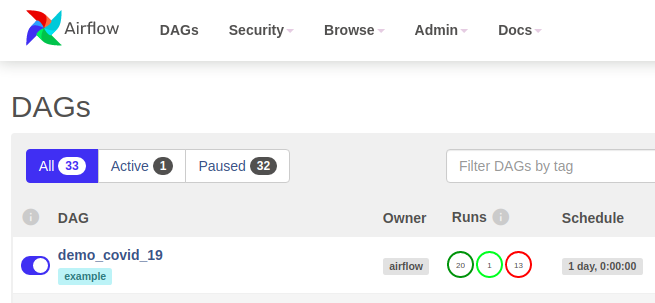 Airflow DAGs Security Browse Admin Docs
DAGs
All 33 Active 1 Paused 32 Filter DAGs by tag
DAG Owner Runs Schedule
demo_covid_19 airflow 20 1 13 1 day, 0:00:00
example